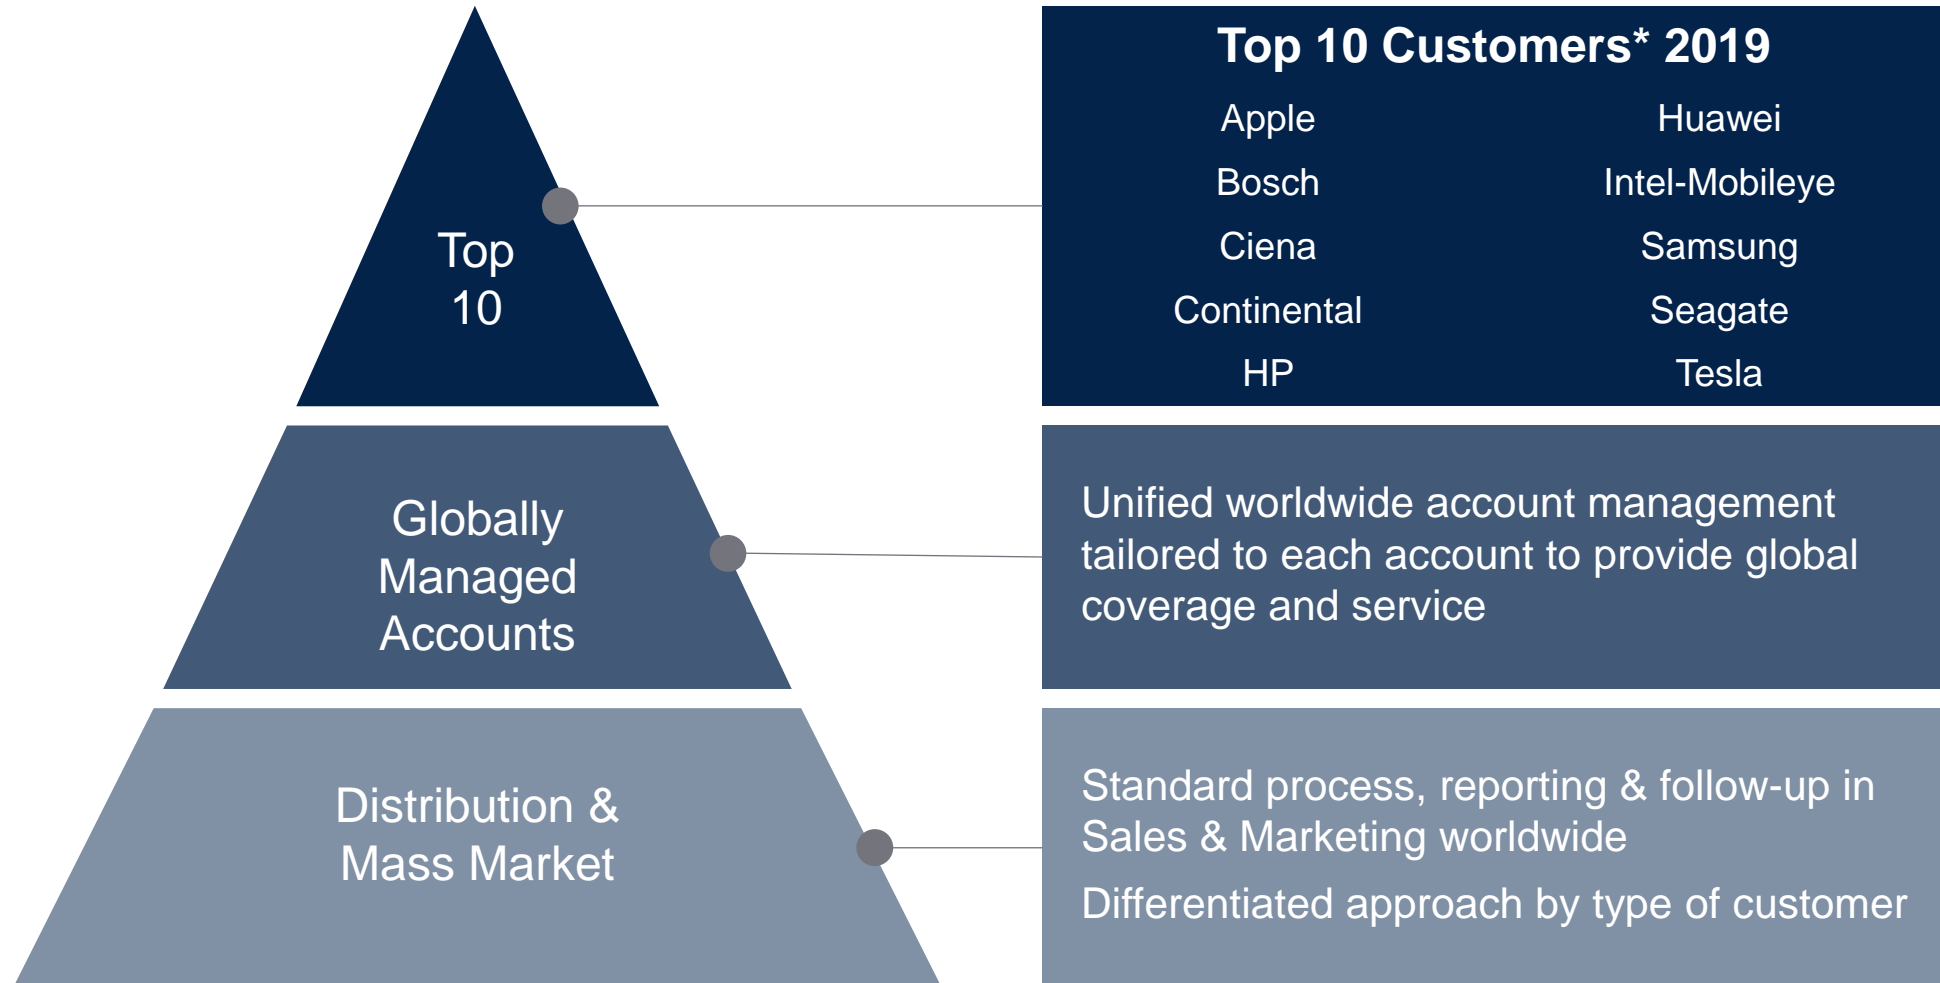 Top
10
Top 10 Customers* 2019
Apple
Huawei
Bosch
Intel-Mobileye
Ciena
Samsung
Continental
Seagate
HP
Tesla
Globally
Managed
Accounts
Unified worldwide account management
tailored to each account to provide global
coverage and service
Distribution &
Mass Market
Standard process, reporting & follow-up in
Sales & Marketing worldwide
Differentiated approach by type of customer